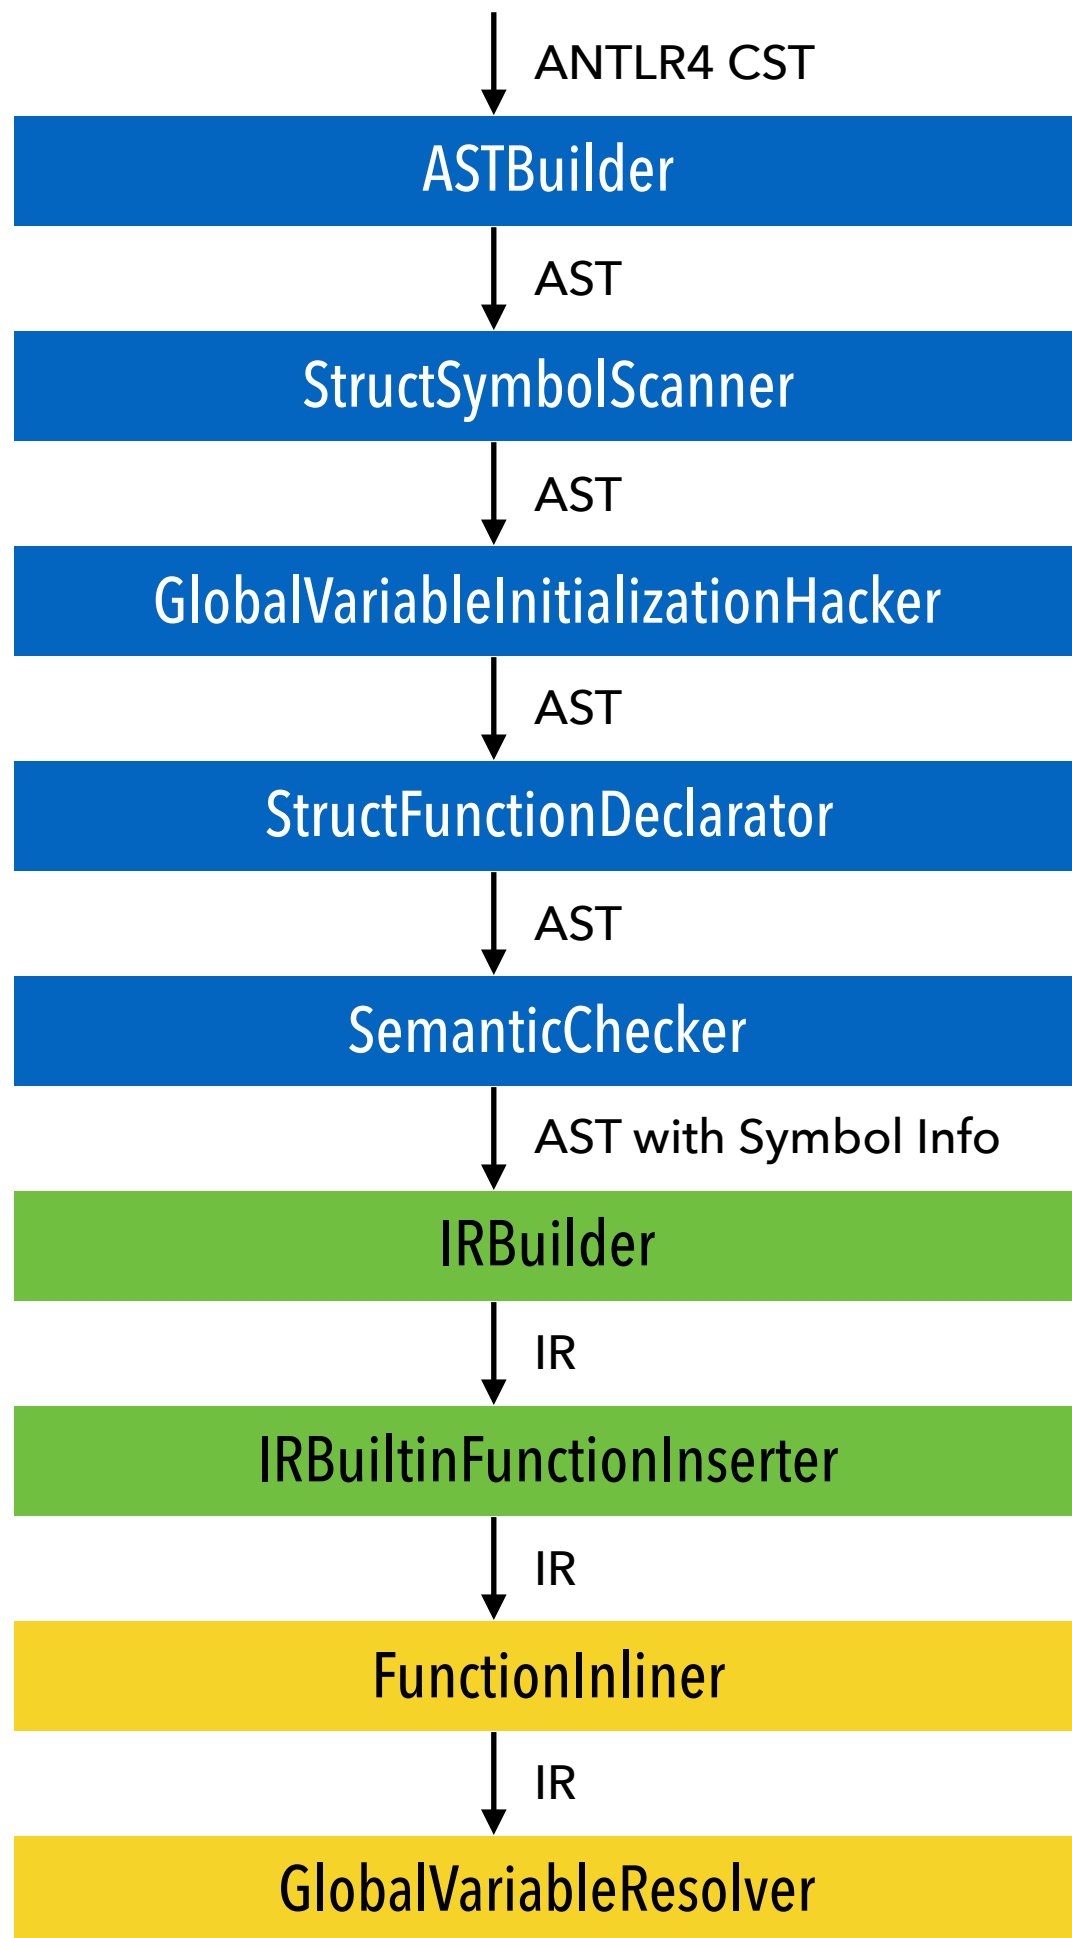 ANTLR4 CST
ASTBuilder
AST
StructSymbolScanner
AST
GlobalVariableInitializationHacker
AST
StructFunctionDeclarator
AST
SemanticChecker
AST with Symbol Info
IRBuilder
IR
IRBuiltinFunctionInserter
IR
FunctionInliner
IR
GlobalVariableResolver